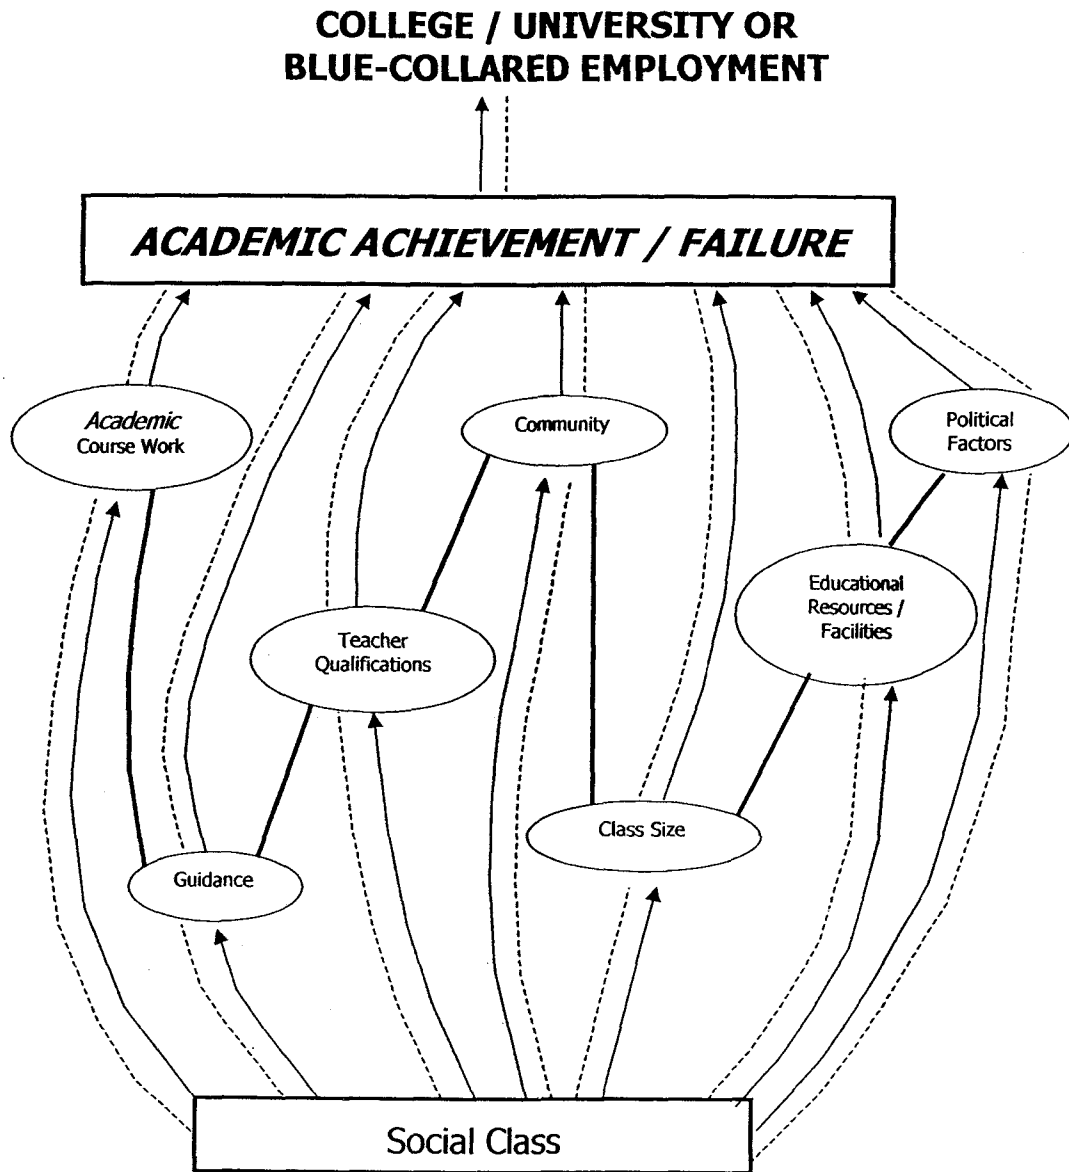 COLLEGE / UNIVERSITY OR
BLUE-COLLARED EMPLOYMENT
ACADEMIC ACHIEVEMENT / FAILURE
Academic
Course Work
Community
Political
Factors
Educational
Resources /
Facilities
Teacher
Qualifications
Class Size
Guidance
Social Class